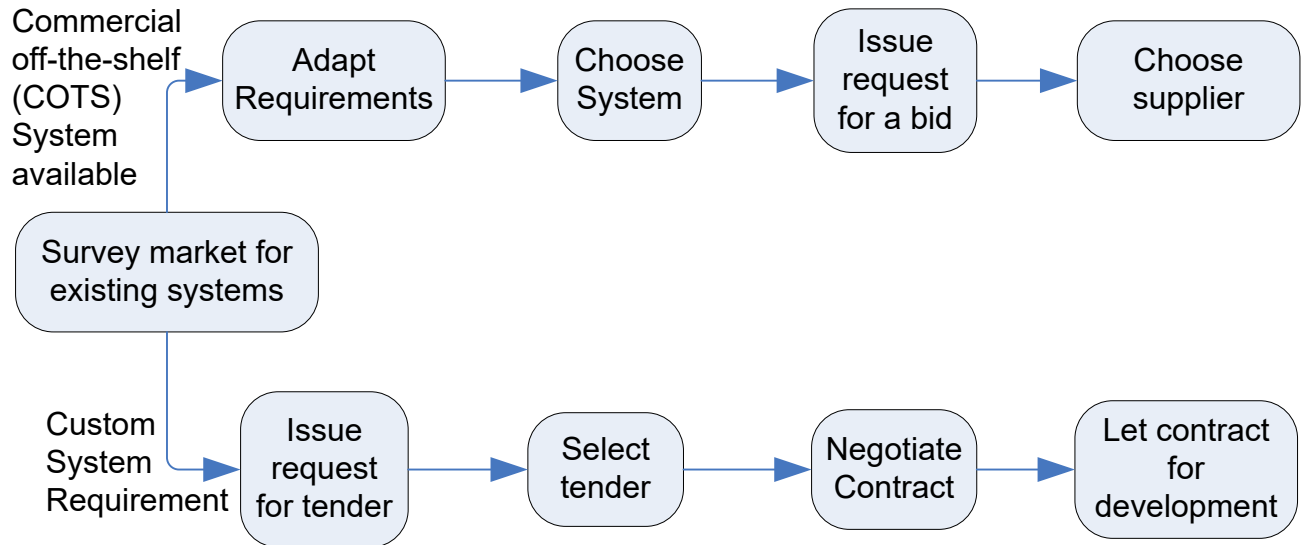 Commercial
off-the-shelf
(COTS)
System
available
Adapt
Requirements
Choose
System
Issue
request
for a bid
Choose
supplier
Survey market for
existing systems
Custom
System
Requirement
Issue
request
for tender
Select
tender
Negotiate
Contract
Let contract
for
development